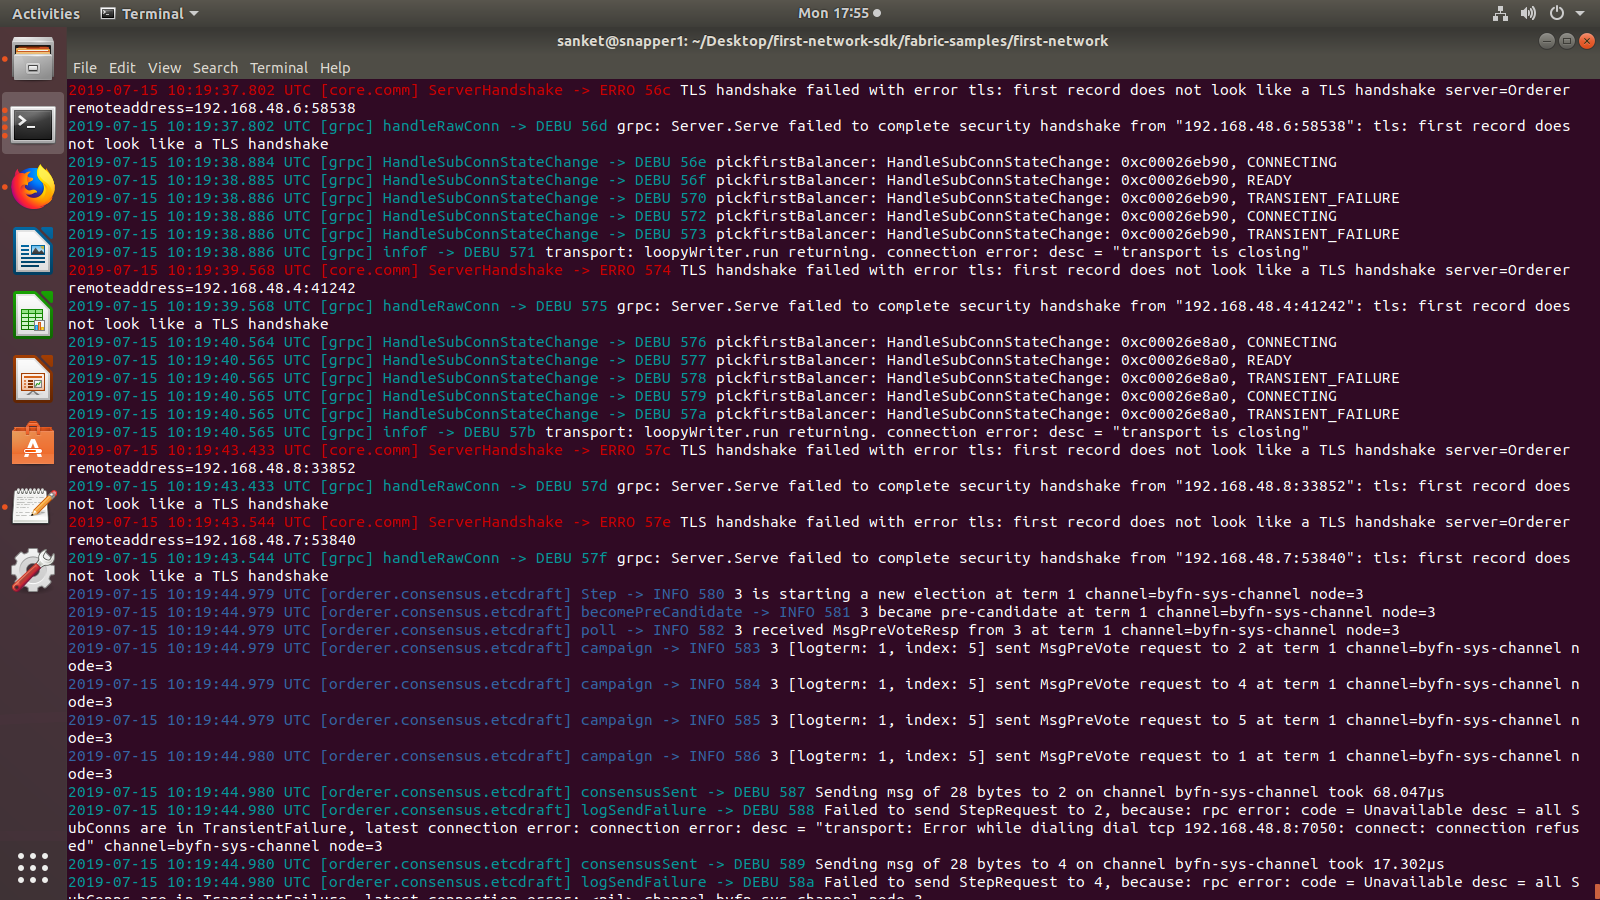 Activities Terminal Mon 17:55
sanket@snapper1: ~/Desktop/first-network-sdk/fabric-samples/first-network
File Edit View Search Terminal Help
2019-07-15 10:19:37.802 UTC [core.comm] ServerHandshake -> ERRO 56c TLS handshake failed with error tls: first record does not look like a TLS handshake server=Orderer
remoteaddress=192.168.48.6:58538
2019-07-15 10:19:37.802 UTC [grpc] handleRawConn -> DEBU 56d grpc: Server.Serve failed to complete security handshake from "192.168.48.6:58538": tls: first record does
not look like a TLS handshake
2019-07-15 10:19:38.884 UTC [grpc] HandleSubConnStateChange -> DEBU 56e pickfirstBalancer: HandleSubConnStateChange: 0xc00026eb90, CONNECTING
2019-07-15 10:19:38.885 UTC [grpc] HandleSubConnStateChange -> DEBU 56f pickfirstBalancer: HandleSubConnStateChange: 0xc00026eb90, READY
2019-07-15 10:19:38.886 UTC [grpc] HandleSubConnStateChange -> DEBU 570 pickfirstBalancer: HandleSubConnStateChange: 0xc00026eb90, TRANSIENT_FAILURE
2019-07-15 10:19:38.886 UTC [grpc] HandleSubConnStateChange -> DEBU 572 pickfirstBalancer: HandleSubConnStateChange: 0xc00026eb90, CONNECTING
2019-07-15 10:19:38.886 UTC [grpc] HandleSubConnStateChange -> DEBU 573 pickfirstBalancer: HandleSubConnStateChange: 0xc00026eb90, TRANSIENT_FAILURE
2019-07-15 10:19:38.886 UTC [grpc] infof -> DEBU 571 transport: loopyWriter.run returning. connection error: desc = "transport is closing"
2019-07-15 10:19:39.568 UTC [core.comm] ServerHandshake -> ERRO 574 TLS handshake failed with error tls: first record does not look like a TLS handshake server=Orderer
remoteaddress=192.168.48.4:41242
2019-07-15 10:19:39.568 UTC [grpc] handleRawConn -> DEBU 575 grpc: Server.Serve failed to complete security handshake from "192.168.48.4:41242": tls: first record does
not look like a TLS handshake
2019-07-15 10:19:40.564 UTC [grpc] HandleSubConnStateChange -> DEBU 576 pickfirstBalancer: HandleSubConnStateChange: 0xc00026e8a0, CONNECTING
2019-07-15 10:19:40.565 UTC [grpc] HandleSubConnStateChange -> DEBU 577 pickfirstBalancer: HandleSubConnStateChange: 0xc00026e8a0, READY
2019-07-15 10:19:40.565 UTC [grpc] HandleSubConnStateChange -> DEBU 578 pickfirstBalancer: HandleSubConnStateChange: 0xc00026e8a0, TRANSIENT_FAILURE
2019-07-15 10:19:40.565 UTC [grpc] HandleSubConnStateChange -> DEBU 579 pickfirstBalancer: HandleSubConnStateChange: 0xc00026e8a0, CONNECTING
2019-07-15 10:19:40.565 UTC [grpc] HandleSubConnStateChange -> DEBU 57a pickfirstBalancer: HandleSubConnStateChange: 0xc00026e8a0, TRANSIENT_FAILURE
2019-07-15 10:19:40.565 UTC [grpc] infof -> DEBU 57b transport: loopyWriter.run returning. connection error: desc = "transport is closing"
2019-07-15 10:19:43.433 UTC [core.comm] ServerHandshake -> ERRO 57c TLS handshake failed with error tls: first record does not look like a TLS handshake server=Orderer
remoteaddress=192.168.48.8:33852
2019-07-15 10:19:43.433 UTC [grpc] handleRawConn -> DEBU 57d grpc: Server.Serve failed to complete security handshake from "192.168.48.8:33852": tls: first record does
not look like a TLS handshake
2019-07-15 10:19:43.544 UTC [core.comm] ServerHandshake -> ERRO 57e TLS handshake failed with error tls: first record does not look like a TLS handshake server=Orderer
remoteaddress=192.168.48.7:53840
2019-07-15 10:19:43.544 UTC [grpc] handleRawConn -> DEBU 57f grpc: Server.Serve failed to complete security handshake from "192.168.48.7:53840": tls: first record does
not look like a TLS handshake
2019-07-15 10:19:44.979 UTC [orderer.consensus.etcdraft] Step -> INFO 580 3 is starting a new election at term 1 channel=byfn-sys-channel node=3
2019-07-15 10:19:44.979 UTC [orderer.consensus.etcdraft] becomePreCandidate -> INFO 581 3 became pre-candidate at term 1 channel=byfn-sys-channel node=3
2019-07-15 10:19:44.979 UTC [orderer.consensus.etcdraft] poll -> INFO 582 3 received MsgPreVoteResp from 3 at term 1 channel=byfn-sys-channel node=3
2019-07-15 10:19:44.979 UTC [orderer.consensus.etcdraft] campaign -> INFO 583 3 [logterm: 1, index: 5] sent MsgPreVote request to 2 at term 1 channel=byfn-sys-channel n
ode=3
2019-07-15 10:19:44.979 UTC [orderer.consensus.etcdraft] campaign -> INFO 584 3 [logterm: 1, index: 5] sent MsgPreVote request to 4 at term 1 channel=byfn-sys-channel n
ode=3
2019-07-15 10:19:44.979 UTC [orderer.consensus.etcdraft] campaign -> INFO 585 3 [logterm: 1, index: 5] sent MsgPreVote request to 5 at term 1 channel=byfn-sys-channel n
ode=3
2019-07-15 10:19:44.980 UTC [orderer.consensus.etcdraft] campaign -> INFO 586 3 [logterm: 1, index: 5] sent MsgPreVote request to 1 at term 1 channel=byfn-sys-channel n
ode=3
2019-07-15 10:19:44.980 UTC [orderer.consensus.etcdraft] consensusSent -> DEBU 587 Sending msg of 28 bytes to 2 on channel byfn-sys-channel took 68.047µs
2019-07-15 10:19:44.980 UTC [orderer.consensus.etcdraft] logSendFailure -> DEBU 588 Failed to send StepRequest to 2, because: rpc error: code = Unavailable desc = all S
ubConns are in TransientFailure, latest connection error: connection error: desc = "transport: Error while dialing dial tcp 192.168.48.8:7050: connect: connection refus
ed" channel=byfn-sys-channel node=3
2019-07-15 10:19:44.980 UTC [orderer.consensus.etcdraft] consensusSent -> DEBU 589 Sending msg of 28 bytes to 4 on channel byfn-sys-channel took 17.302µs
2019-07-15 10:19:44.980 UTC [orderer.consensus.etcdraft] logSendFailure -> DEBU 58a Failed to send StepRequest to 4, because: rpc error: code = Unavailable desc = all S
ubConns are in TransientFailure, latest connection error: <nil> channel=byfn-sys-channel node=3